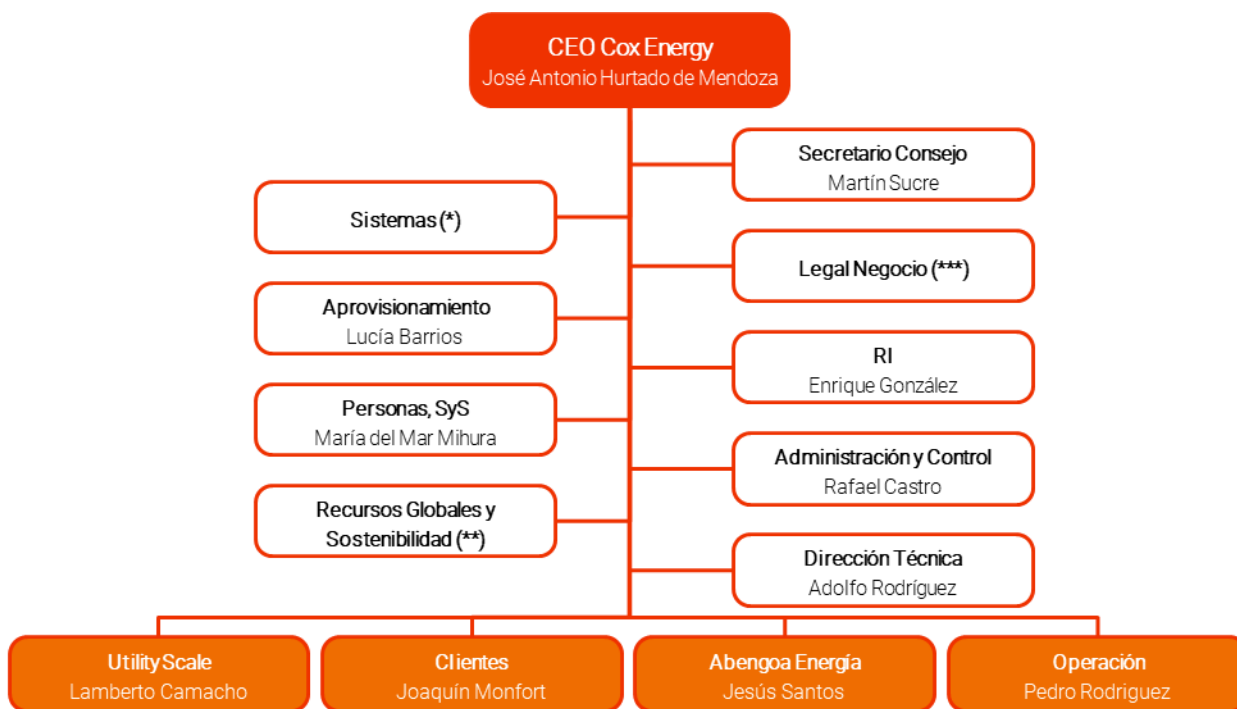 CEO Cox Energy
José Antonio Hurtado de Mendoza
Secretario Consejo
Martín Sucre
Sistemas (*)
Legal Negocio (***)
Aprovisionamiento
Lucía Barrios
RI
Enrique González
Personas, SyS
María del Mar Mihura
Administración y Control
Rafael Castro
Recursos Globales y
Sostenibilidad (**)
Dirección Técnica
Adolfo Rodríguez
Utility Scale
Lamberto Camacho
Clientes
Joaquín Monfort
Abengoa Energía
Jesús Santos
Operación
Pedro Rodriguez